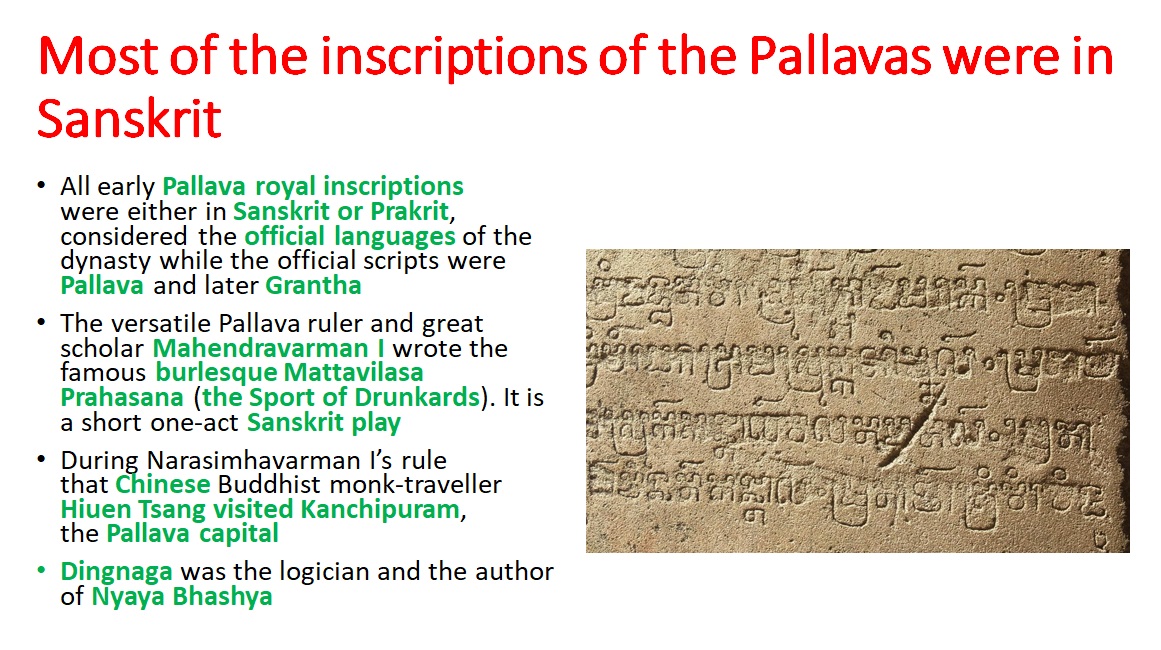 Most of the inscriptions of the Pallavas were in
Sanskrit
• All early Pallava royal inscriptions
were either in Sanskrit or Prakrit,
considered the official languages of the
dynasty while the official scripts were
Pallava and later Grantha
• The versatile Pallava ruler and great
scholar Mahendravarman I wrote the
famous burlesque Mattavilasa
Prahasana (the Sport of Drunkards). It is
a short one-act Sanskrit play
• During Narasimhavarman I’s rule
that Chinese Buddhist monk-traveller
Hiuen Tsang visited Kanchipuram,
the Pallava capital
• Dingnaga was the logician and the author
of Nyaya Bhashya